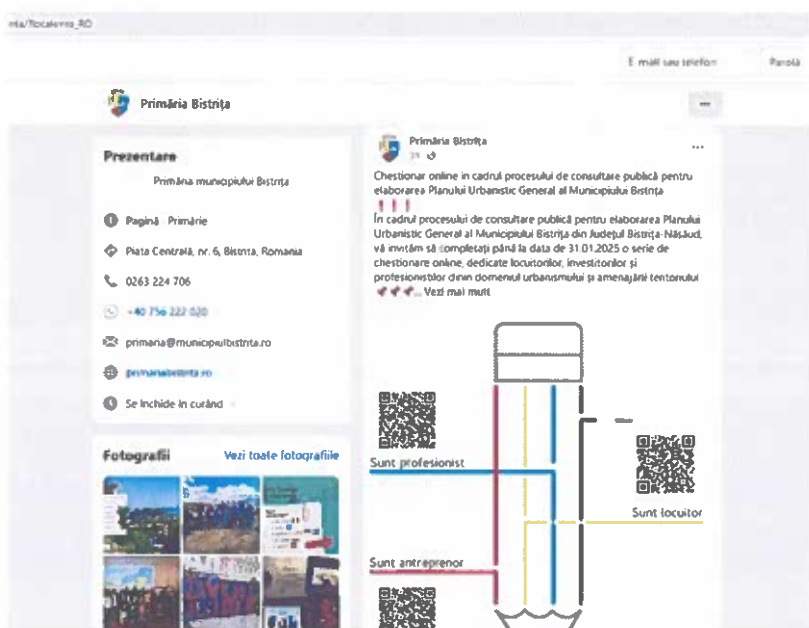 E-mail sau telefon
Parolă
Primăria Bistrița
Prezentare
Primăria municipiului Bistrița
Pagină · Primărie
Piata Centrală, nr. 6, Bistrita, Romania
0263 224 706
+40 756 222 020
primaria@municipiulbistrita.ro
primariabistrita.ro
Se închide în curând
Fotografii
Vezi toate fotografiile
Primăria Bistrița
Chestionar online in cadrul procesului de consultare publică pentru
elaborarea Planului Urbanistic General al Municipiului Bistrița
În cadrul procesului de consultare publică pentru elaborarea Planului
Urbanistic General al Municipiului Bistrița din Județul Bistrița-Năsăud,
vă invităm să completați până la data de 31.01.2025 o serie de
chestionare online, dedicate locuitorilor, investitorilor și
profesioniștilor dinin domeniul urbanismului și amenajării teritoriului
... Vezi mai mult
Sunt profesionist
Sunt locuitor
Sunt antreprenor